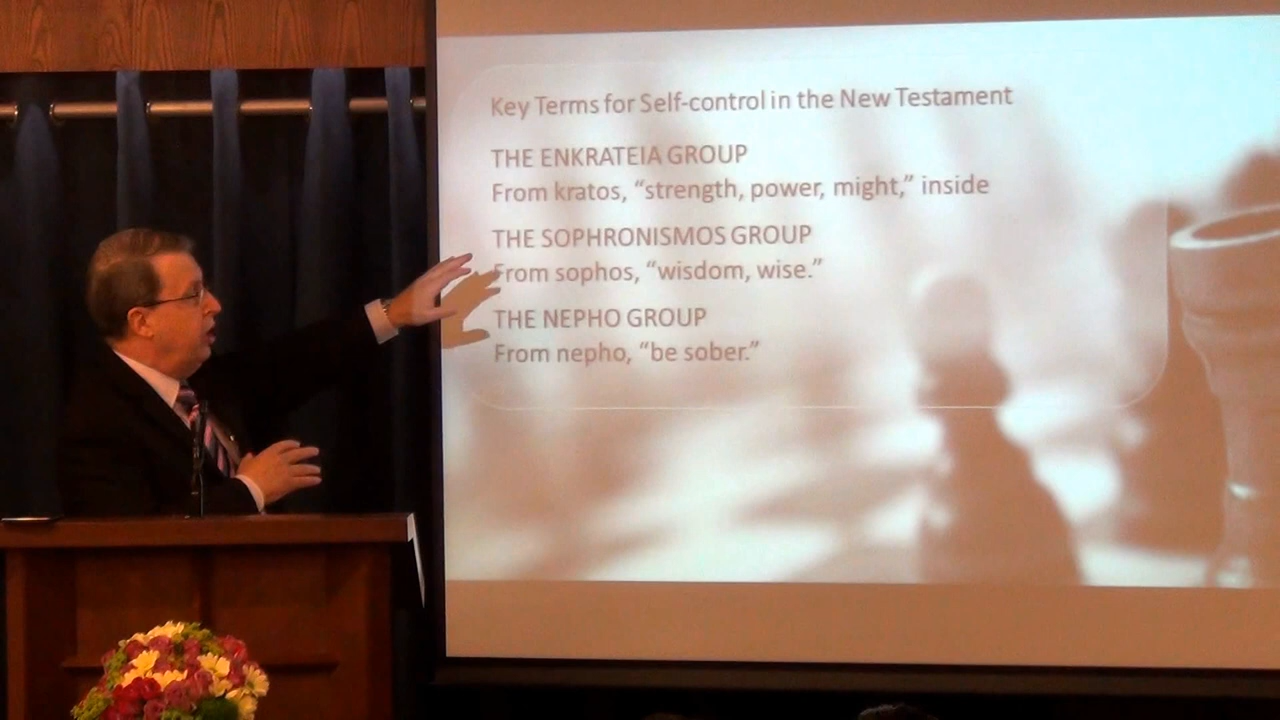 Key Terms for Self-control in the New Testament
THE ENKRATEIA GROUP
From kratos, “strength, power, might,” inside
THE SOPHRONISMOS GROUP
From sophos, “wisdom, wise.”
THE NEPHO GROUP
From nepho, “be sober.”